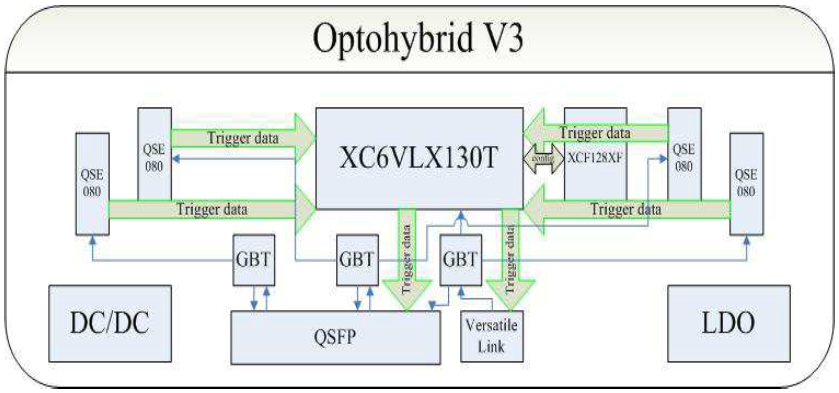 Optohybrid V3
QSE
080
QSE
080
Trigger data
Trigger data
XC6VLX130T
config
XCF128XF
Trigger data
Trigger data
QSE
080
QSE
080
GBT
GBT
GBT
Trigger data
Trigger data
DC/DC
QSFP
Versatile
Link
LDO